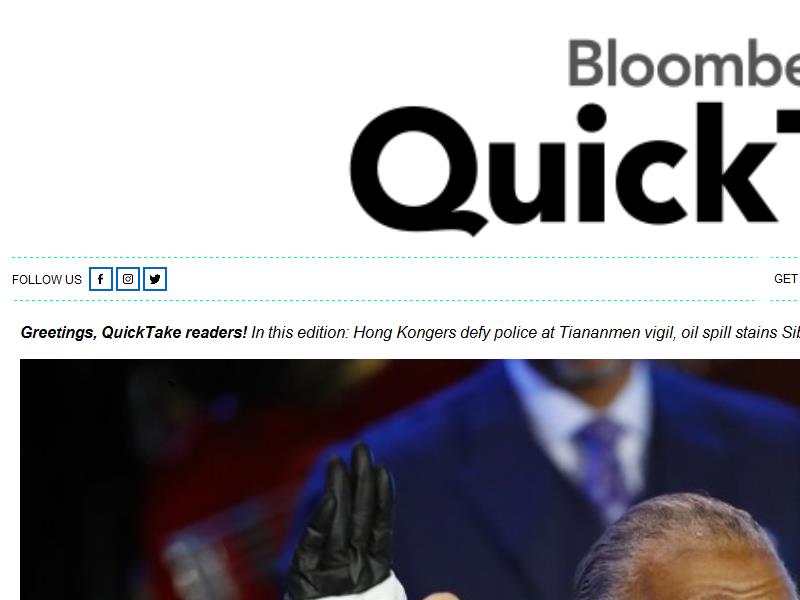 Bloombe
QuickT
FOLLOW US
GET
Greetings, QuickTake readers! In this edition: Hong Kongers defy police at Tiananmen vigil, oil spill stains Sib